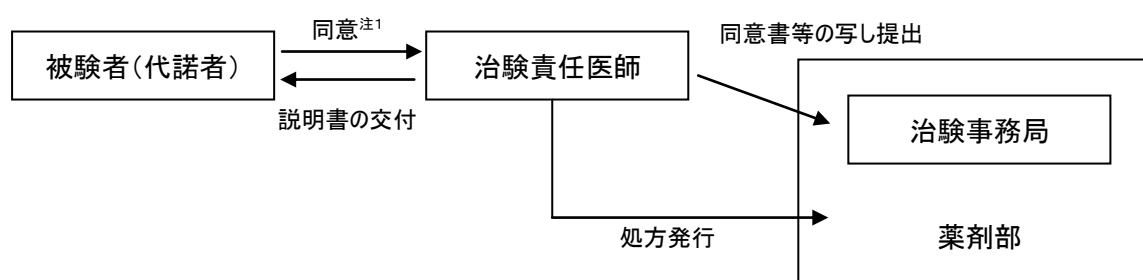 同意注1
同意書等の写し提出
被験者(代諾者)
治験責任医師
説明書の交付
治験事務局
処方発行
薬剤部